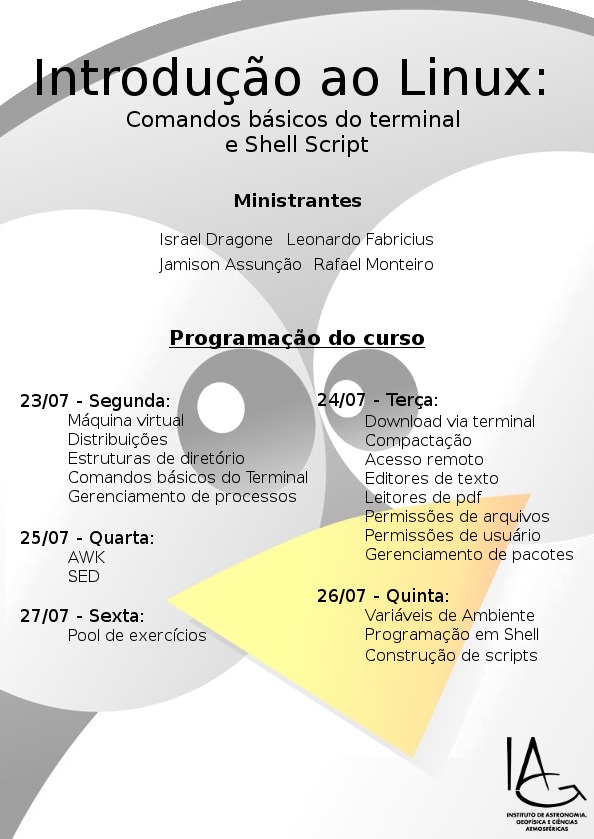 Introdução ao Linux:
Comandos básicos do terminal
e Shell Script
Ministrantes
Israel Dragone Leonardo Fabricius
Jamison Assunção Rafael Monteiro
Programação do curso
23/07 - Segunda:
Máquina virtual
Distribuições
Estruturas de diretório
Comandos básicos do Terminal
Gerenciamento de processos
24/07 - Terça:
Download via terminal
Compactação
Acesso remoto
Editores de texto
Leitores de pdf
Permissões de arquivos
Permissões de usuário
Gerenciamento de pacotes
25/07 - Quarta:
AWK
SED
26/07 - Quinta:
Variáveis de Ambiente
Programação em Shell
Construção de scripts
27/07 - Sexta:
Pool de exercícios
IAG
INSTITUTO DE ASTRONOMIA,
GEOFÍSICA E CIÊNCIAS
ATMOSFÉRICAS